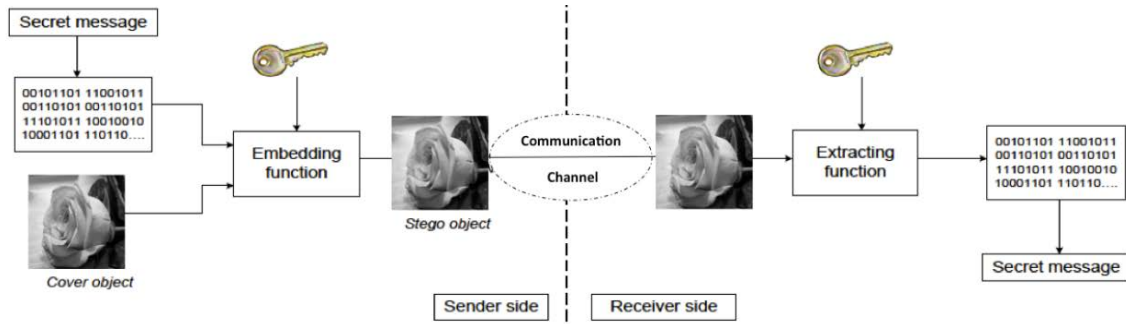 Secret message
00101101 11001011
00110101 00110101
11101011 10010010
10001101 110110....
Embedding
function
Cover object
Stego object
Communication
Channel
Sender side
Receiver side
Extracting
function
00101101 11001011
00110101 00110101
11101011 10010010
10001101 110110....
Secret message